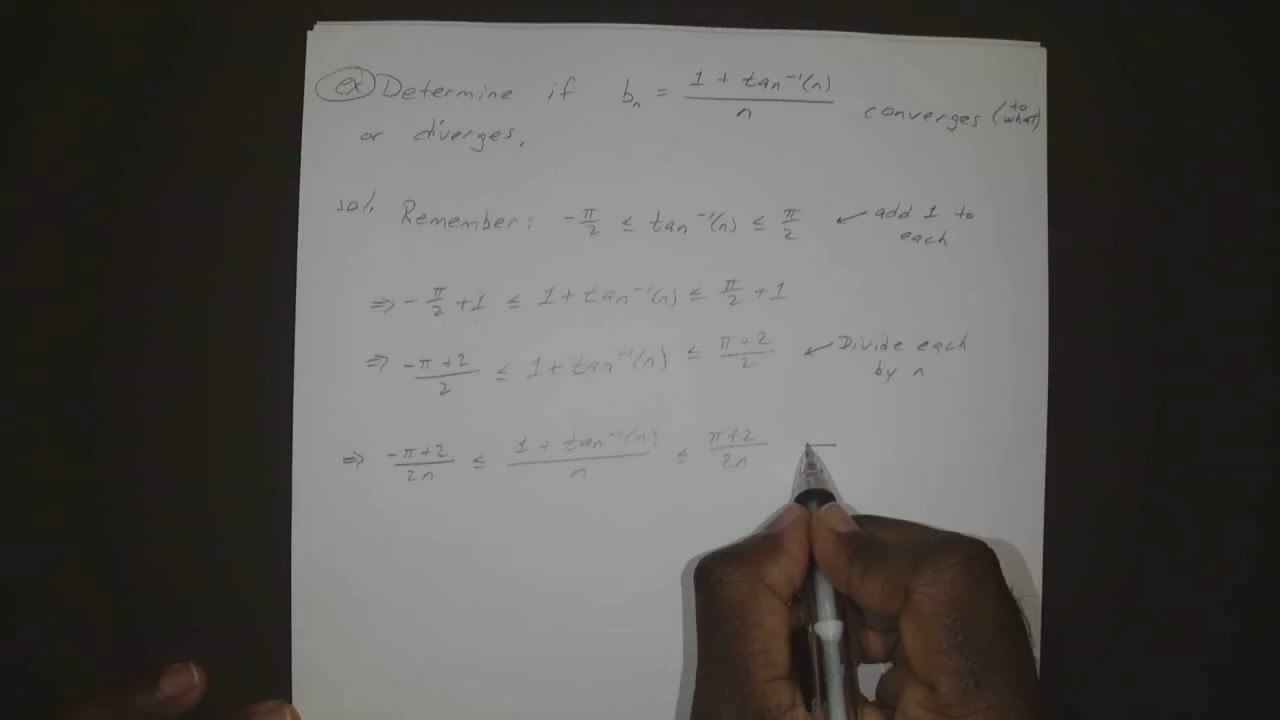 ex Determine if bₙ = (1 + tan⁻¹(n))/n converges (to what)
or diverges.
sol. Remember: -π/2 ≤ tan⁻¹(n) ≤ π/2 ← add 1 to each
⇒ -π/2 + 1 ≤ 1 + tan⁻¹(n) ≤ π/2 + 1
⇒ (-π+2)/2 ≤ 1 + tan⁻¹(n) ≤ (π+2)/2 ← Divide each by n
⇒ (-π+2)/(2n) ≤ (1 + tan⁻¹(n))/n ≤ (π+2)/(2n)